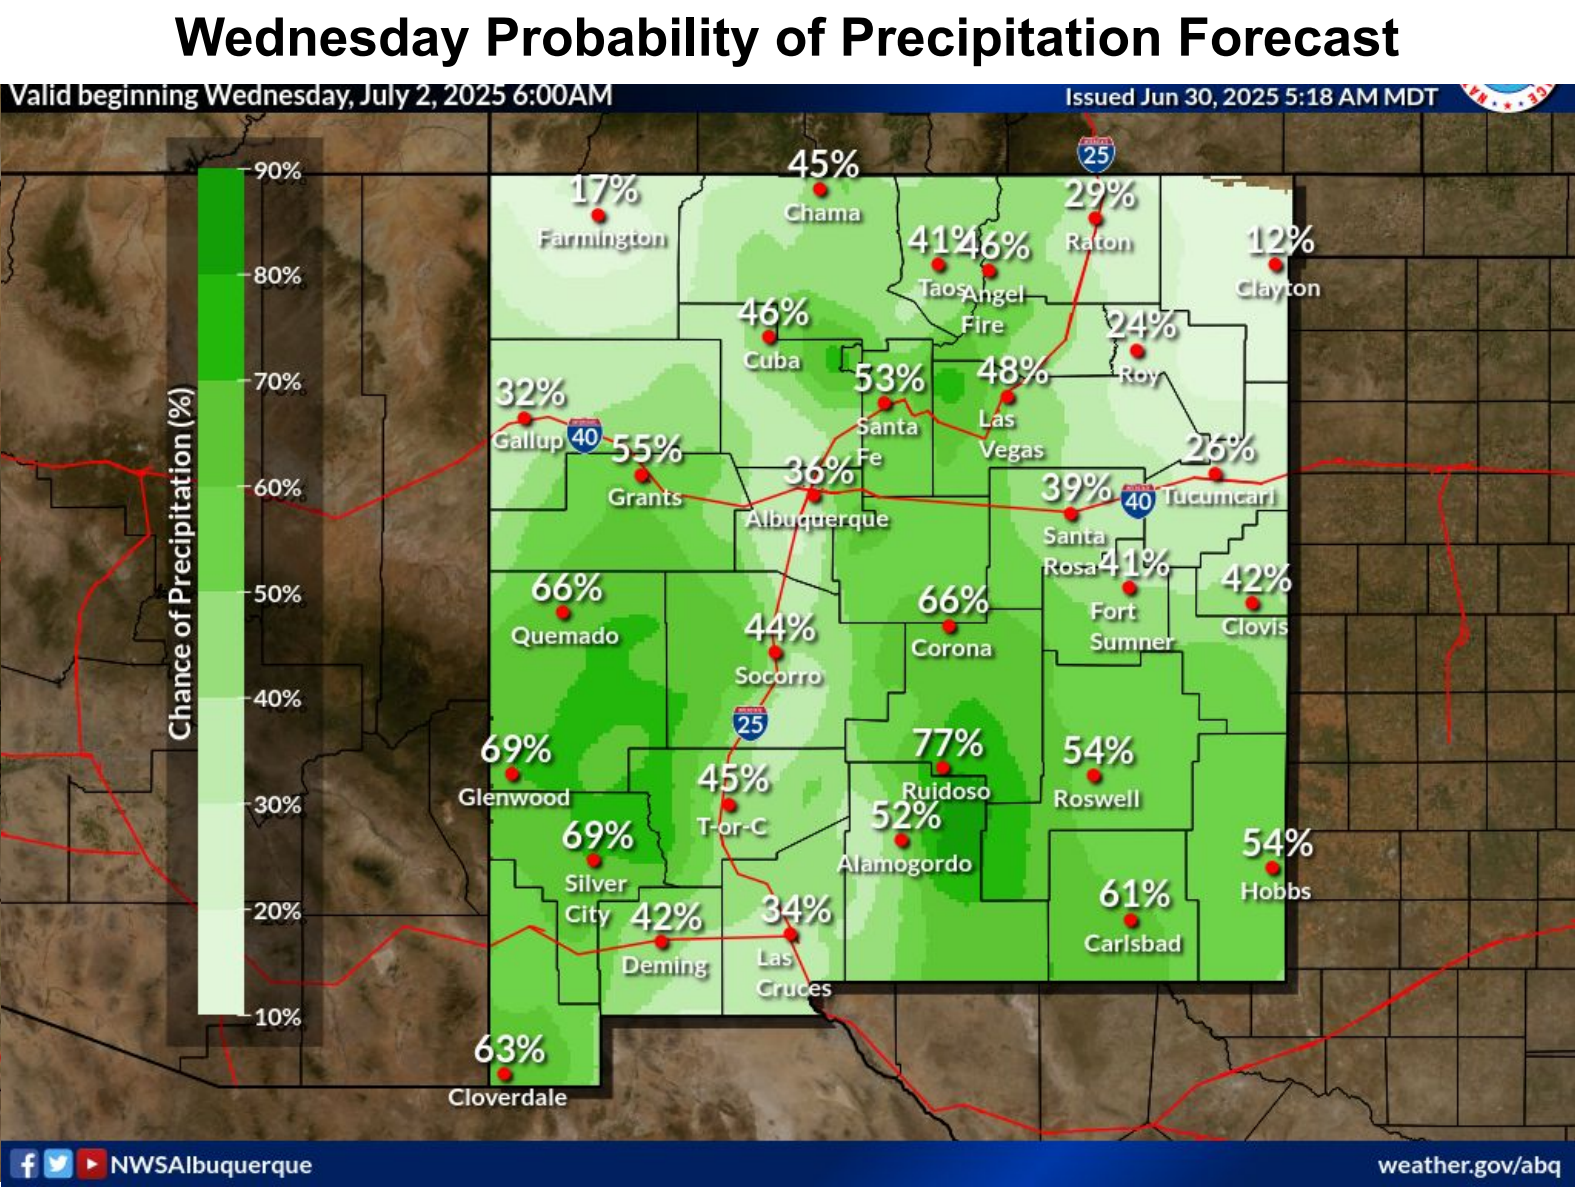 Wednesday Probability of Precipitation Forecast
Valid beginning Wednesday, July 2, 2025 6:00AM
Issued Jun 30, 2025 5:18 AM MDT
25
90%
80%
70%
60%
50%
40%
30%
20%
10%
Chance of Precipitation (%)
17%
Farmington
45%
Chama
41%
Taos
46%
Angel
Fire
29%
Raton
12%
Clayton
46%
Cuba
24%
Roy
53%
Santa
Fe
48%
Las
Vegas
32%
Gallup
40
55%
Grants
36%
Albuquerque
39%
Santa
Rosa
40
26%
Tucumcari
41%
Fort
Sumner
42%
Clovis
66%
Quemado
66%
Corona
44%
Socorro
25
69%
Glenwood
45%
T-or-C
77%
Ruidoso
54%
Roswell
69%
Silver
City
52%
Alamogordo
54%
Hobbs
42%
Deming
34%
Las
Cruces
61%
Carlsbad
63%
Cloverdale
NWSAlbuquerque
weather.gov/abq